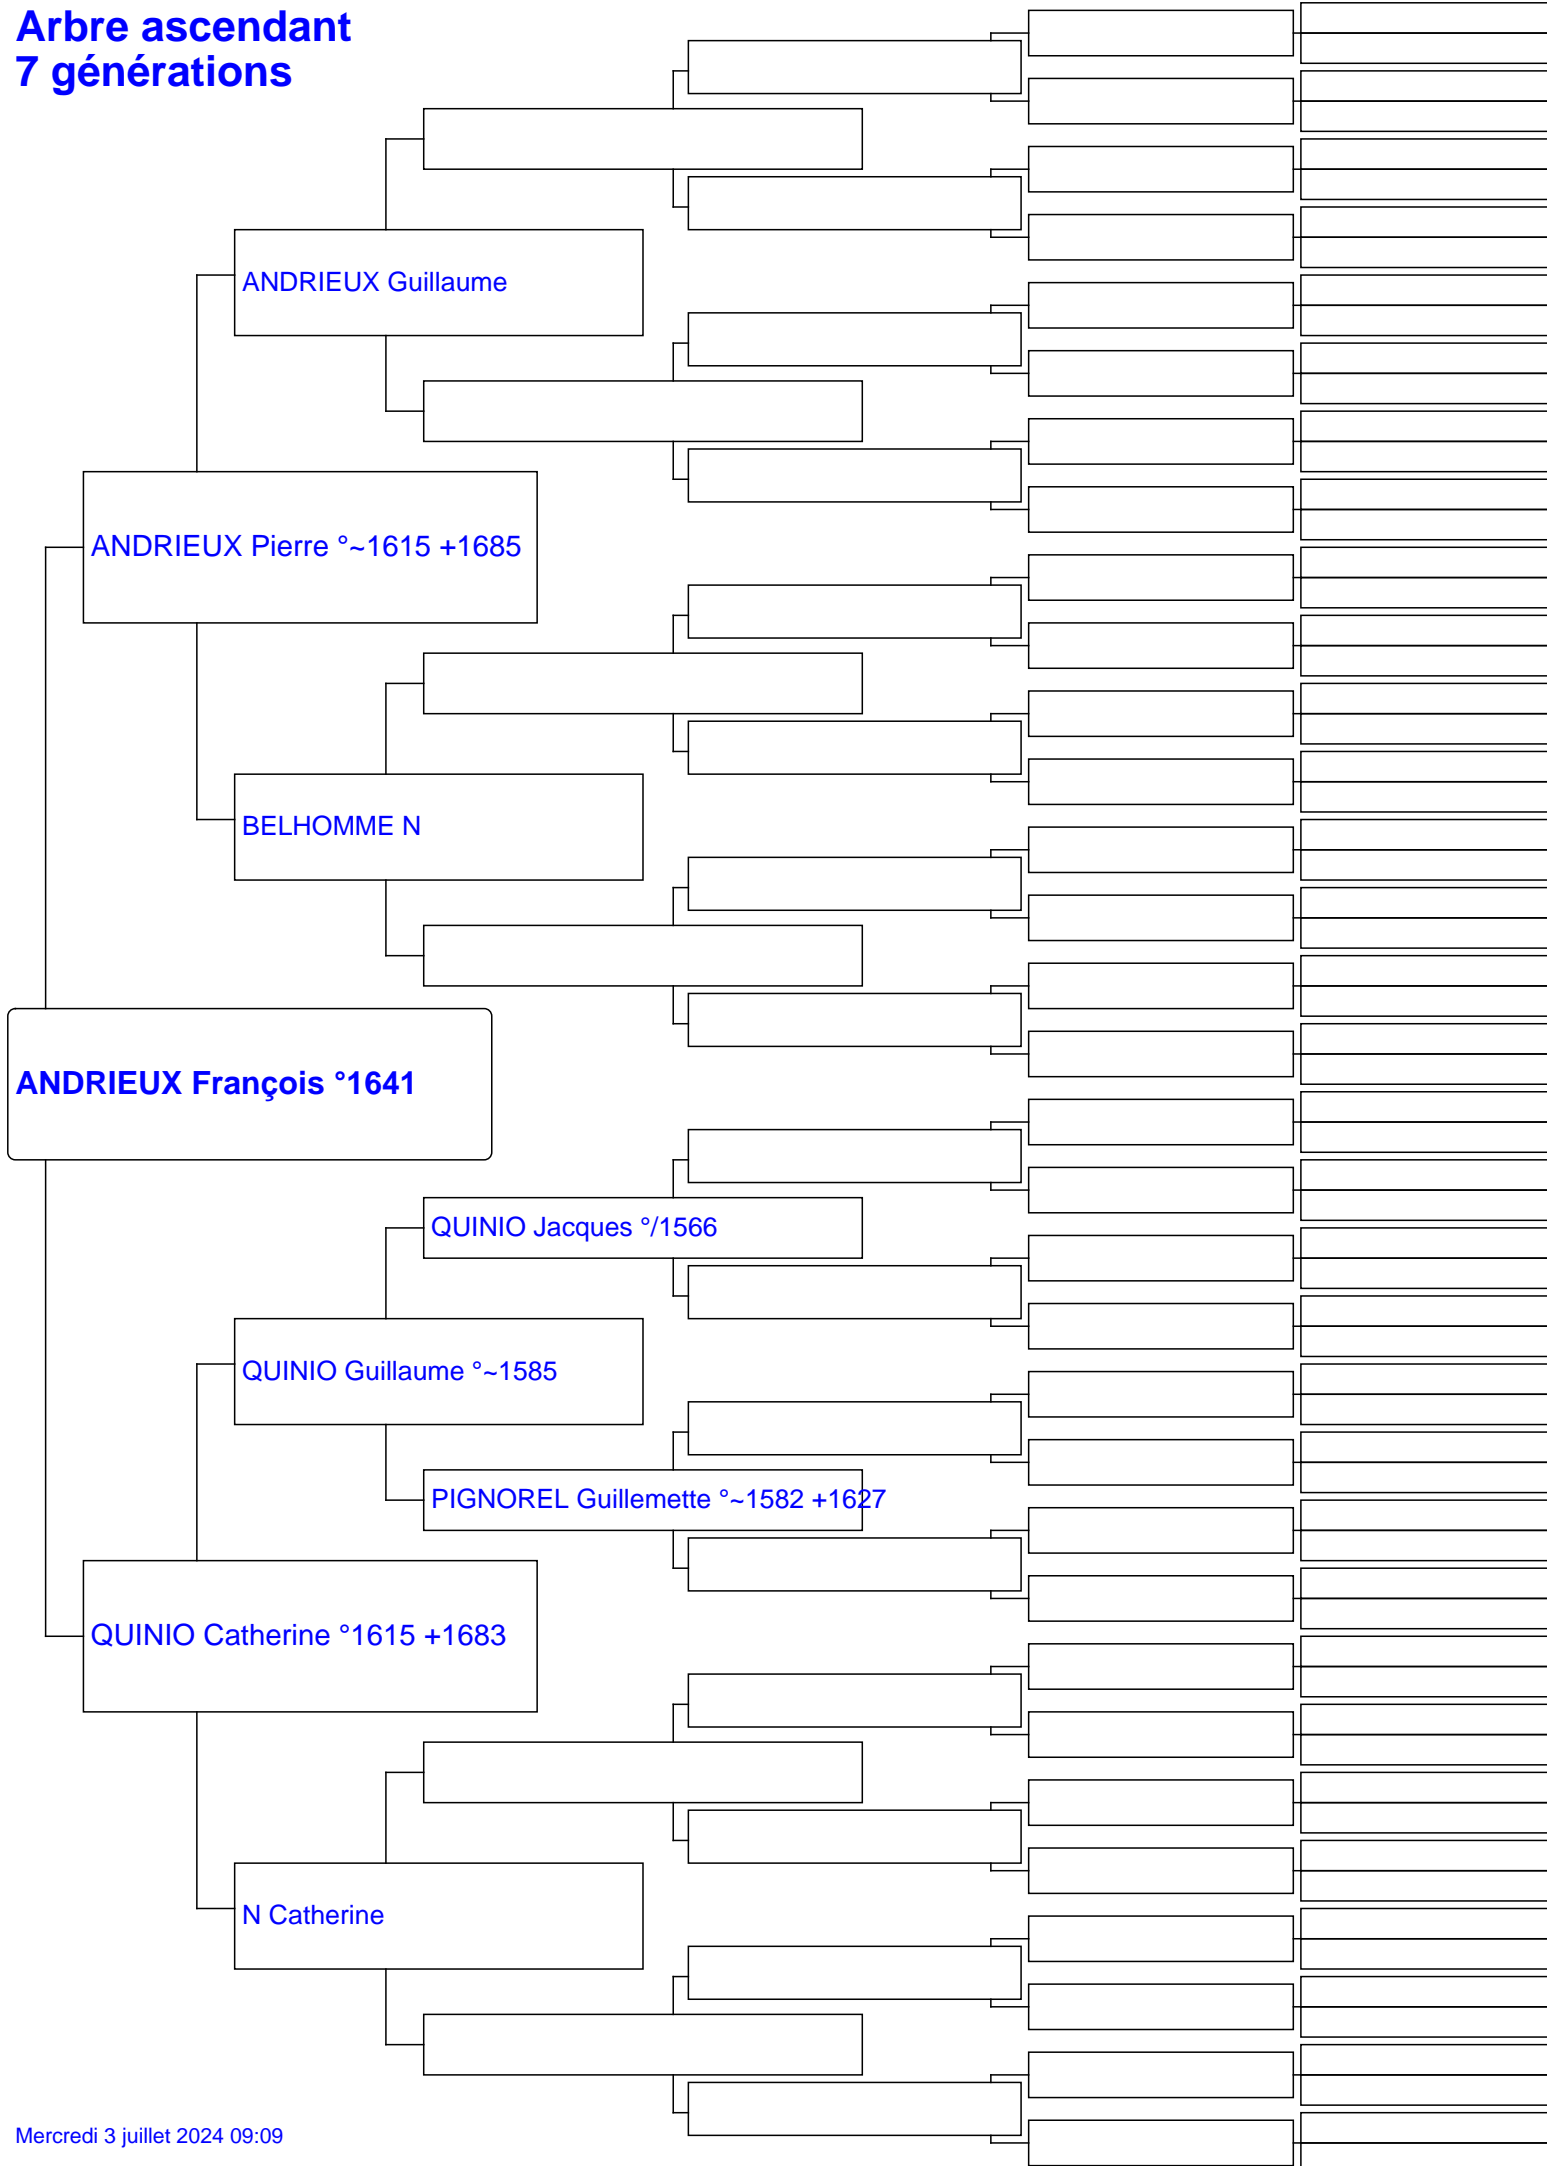 Arbre ascendant
7 générations
ANDRIEUX Guillaume
ANDRIEUX Pierre °~1615 +1685
BELHOMME N
ANDRIEUX François °1641
QUINIO Jacques °/1566
QUINIO Guillaume °~1585
PIGNOREL Guillemette °~1582 +1627
QUINIO Catherine °1615 +1683
N Catherine
Mercredi 3 juillet 2024 09:09